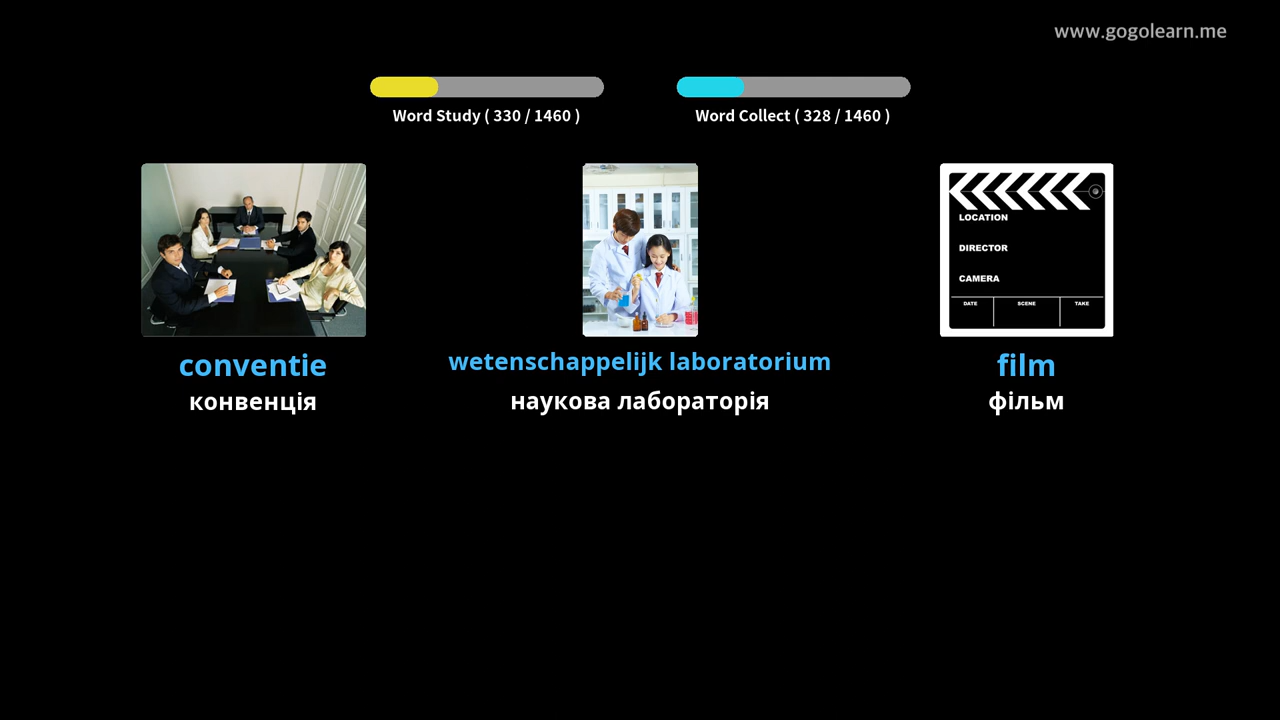 www.gogolearn.me
Word Study ( 330 / 1460 )
Word Collect ( 328 / 1460 )
LOCATION
DIRECTOR
CAMERA
DATE SCENE TAKE
conventie
конвенція
wetenschappelijk laboratorium
наукова лабораторія
film
фільм